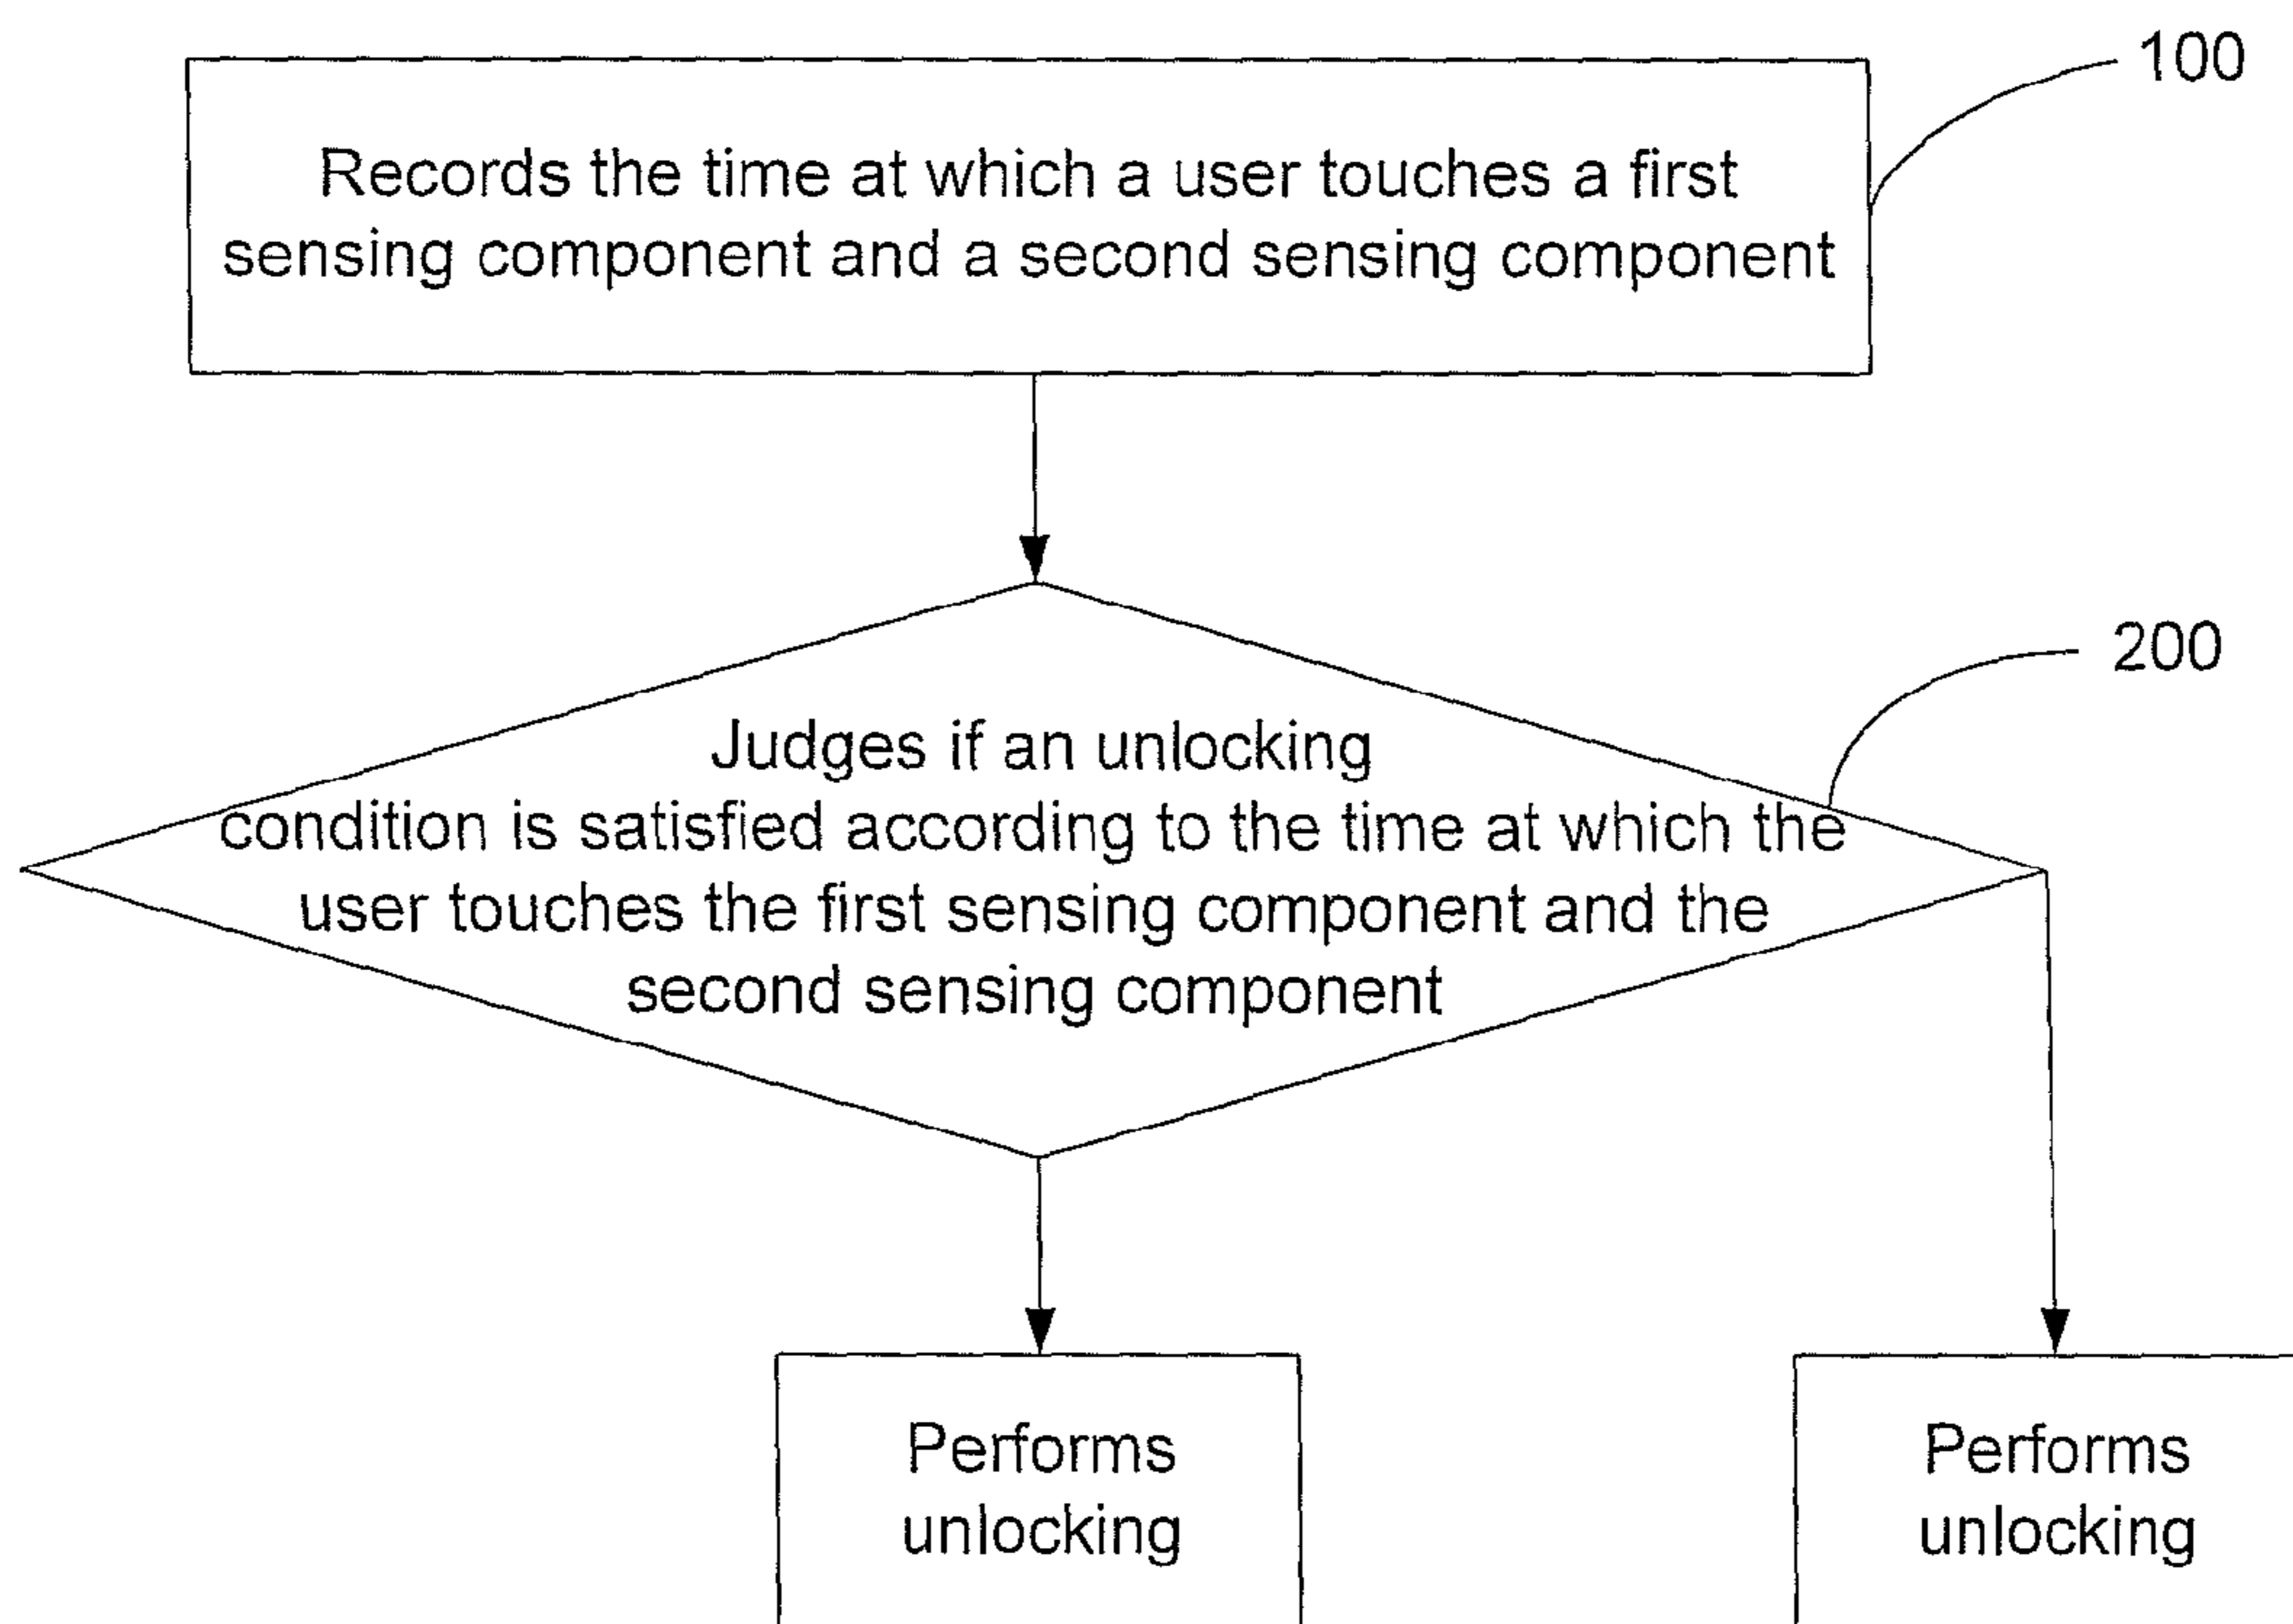 100
Records the time at which a user touches a first
sensing component and a second sensing component
200
Judges if an unlocking
condition is satisfied according to the time at which the
user touches the first sensing component and the
second sensing component
Performs
unlocking
Performs
unlocking